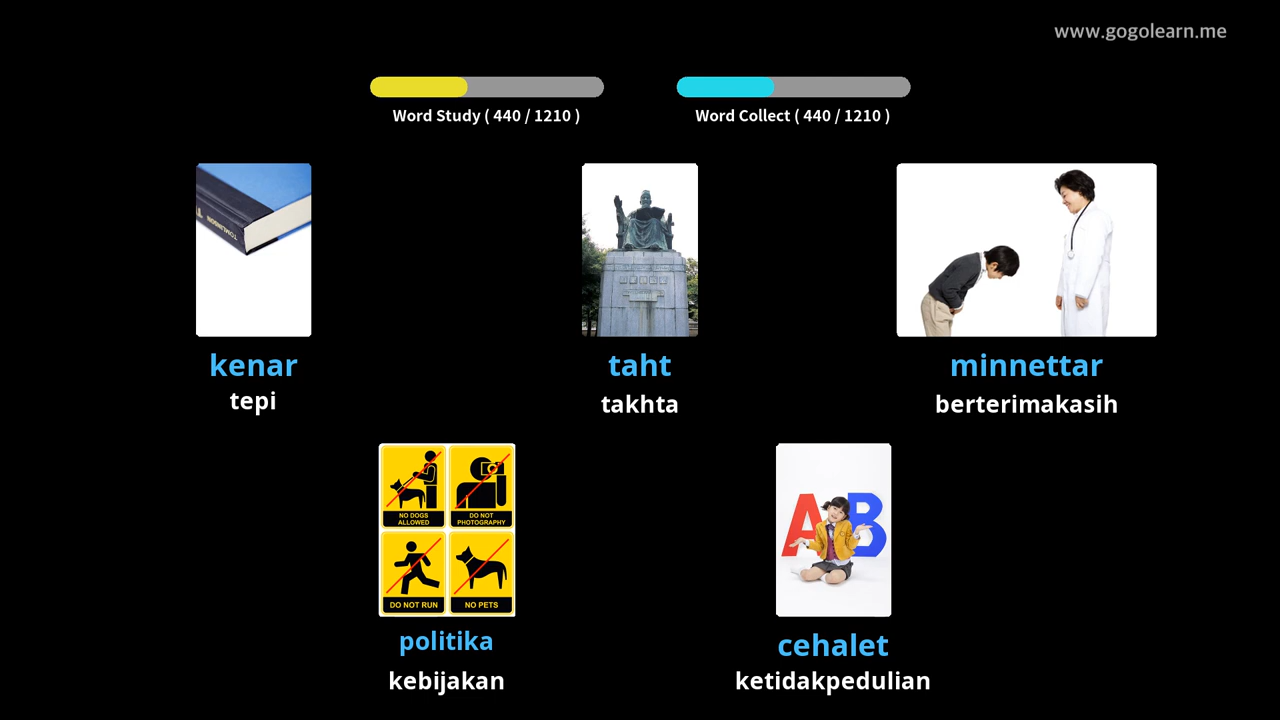 www.gogolearn.me
Word Study ( 440 / 1210 )
Word Collect ( 440 / 1210 )
TOMLINSON
kenar
tepi
taht
takhta
minnettar
berterimakasih
NO DOGS
ALLOWED
DO NOT
PHOTOGRAPHY
DO NOT RUN
NO PETS
politika
kebijakan
A B
cehalet
ketidakpedulian